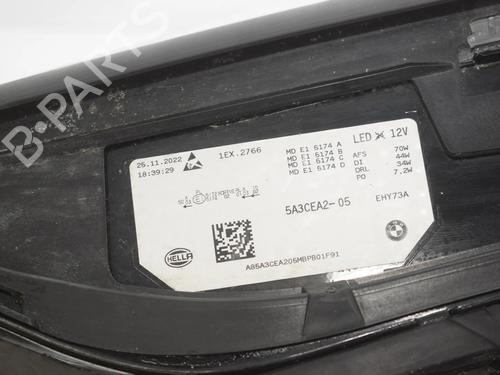 B-PARTS
25.11.2022
18:39:29
1EX.2766
MD E1 5174 A
MD E1 5174 B
MD E1 5174 C
MD E1 5174 D
LED 12V
AFS 70W
DI 44W
DRL 34W
PO 7.2W
5A3CEA2-05
EHY73A
HELLA
A85A3CEA205MBPB01F91